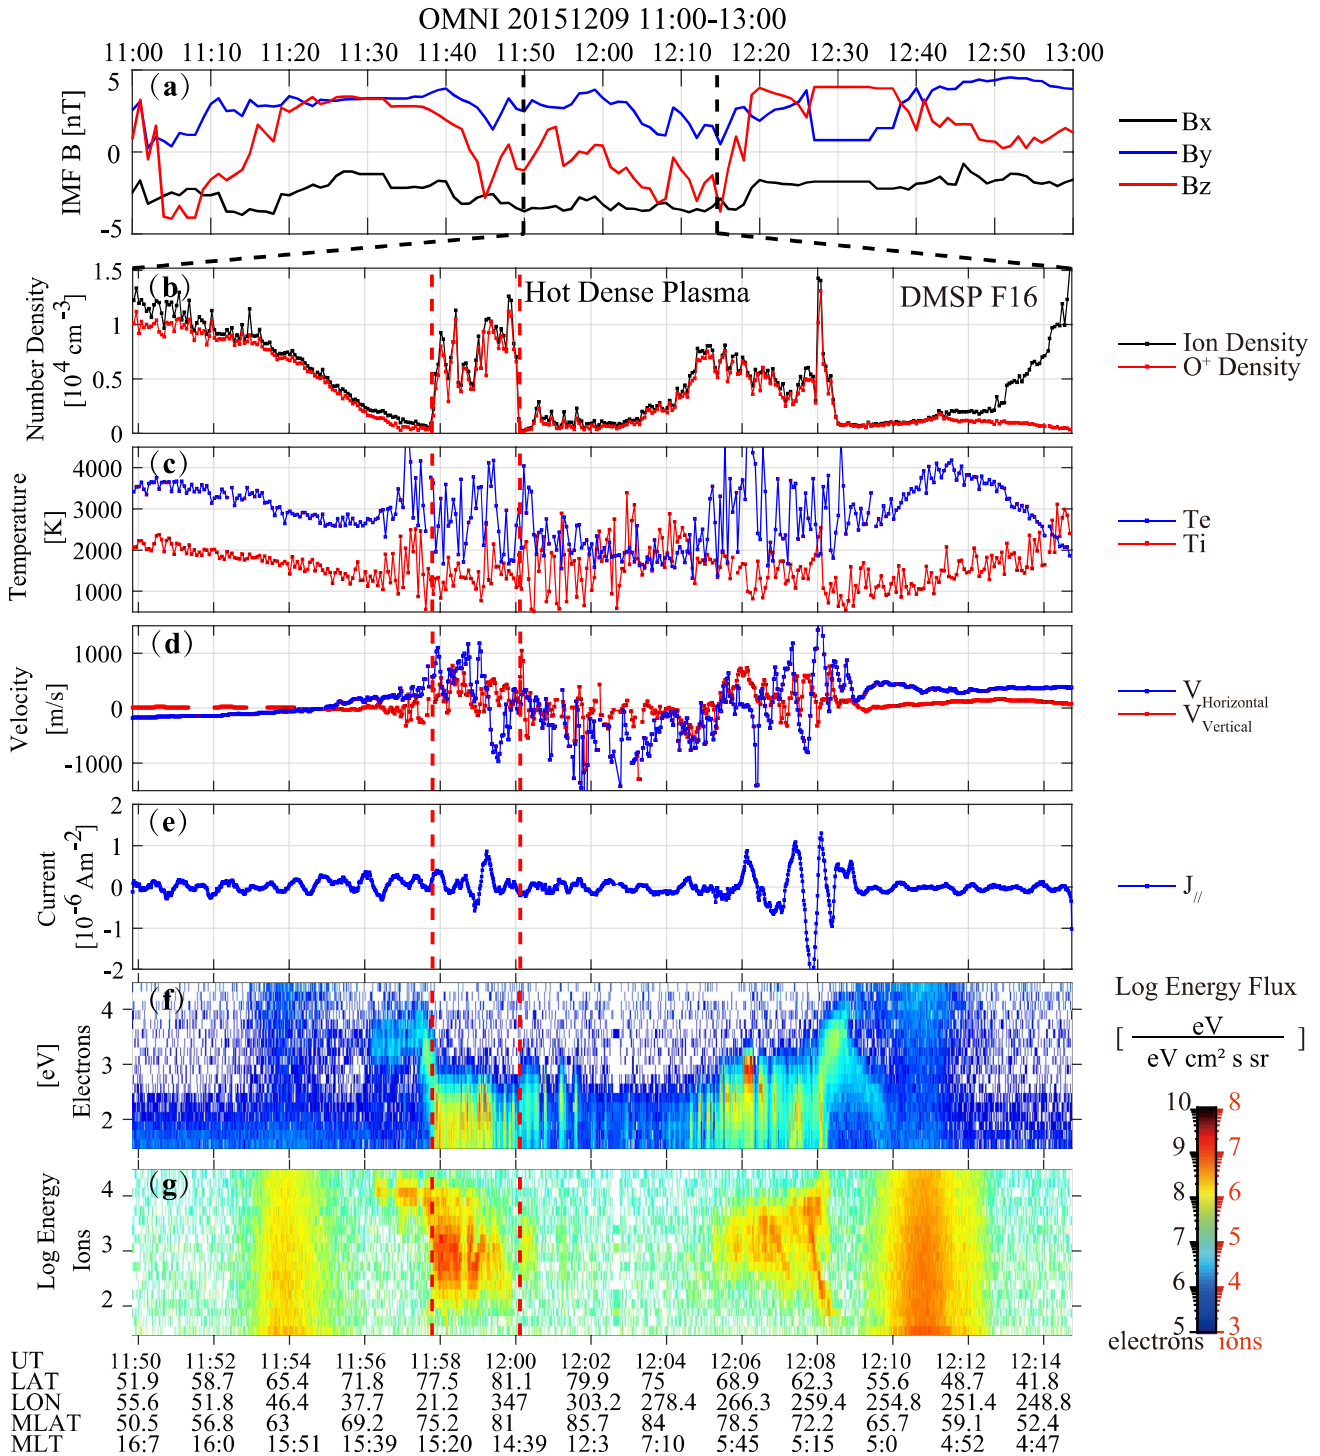 OMNI 20151209 11:00-13:00
11:00 11:10 11:20 11:30 11:40 11:50 12:00 12:10 12:20 12:30 12:40 12:50 13:00
(a)
IMF B [nT]
5
0
-5
Bx
By
Bz
(b)
Hot Dense Plasma
DMSP F16
Number Density
[10⁴ cm⁻³]
1.5
1
0.5
0
Ion Density
O⁺ Density
(c)
Temperature
[K]
4000
3000
2000
1000
Te
Ti
(d)
Velocity
[m/s]
1000
0
-1000
V Horizontal
V Vertical
(e)
Current
[10⁻⁶ Am⁻²]
2
1
0
-1
-2
J //
(f)
[eV]
Electrons
4
3
2
(g)
Log Energy
Ions
4
3
2
Log Energy Flux
[ eV ]
eV cm² s sr
10 8
9 7
8 6
7 5
6 4
5 3
electrons ions
UT 11:50 11:52 11:54 11:56 11:58 12:00 12:02 12:04 12:06 12:08 12:10 12:12 12:14
LAT 51.9 58.7 65.4 71.8 77.5 81.1 79.9 75 68.9 62.3 55.6 48.7 41.8
LON 55.6 51.8 46.4 37.7 21.2 347 303.2 278.4 266.3 259.4 254.8 251.4 248.8
MLAT 50.5 56.8 63 69.2 75.2 81 85.7 84 78.5 72.2 65.7 59.1 52.4
MLT 16:7 16:0 15:51 15:39 15:20 14:39 12:3 7:10 5:45 5:15 5:0 4:52 4:47